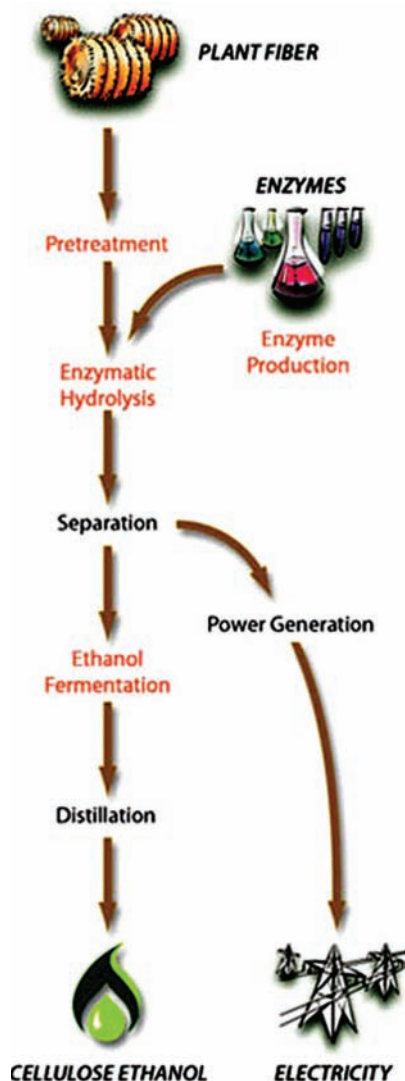 PLANT FIBER
ENZYMES
Pretreatment
Enzyme
Production
Enzymatic
Hydrolysis
Separation
Power Generation
Ethanol
Fermentation
Distillation
CELLULOSE ETHANOL
ELECTRICITY